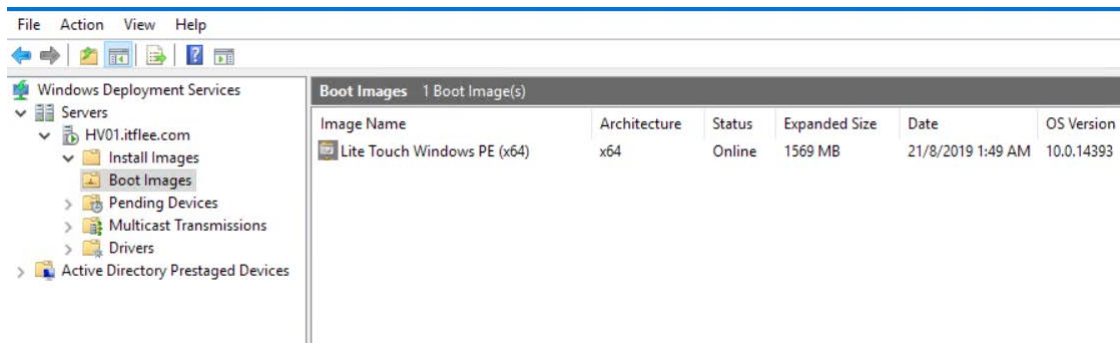 File Action View Help
Windows Deployment Services
Servers
HV01.itflee.com
Install Images
Boot Images
Pending Devices
Multicast Transmissions
Drivers
Active Directory Prestaged Devices
Boot Images 1 Boot Image(s)
Image Name Architecture Status Expanded Size Date OS Version
Lite Touch Windows PE (x64) x64 Online 1569 MB 21/8/2019 1:49 AM 10.0.14393